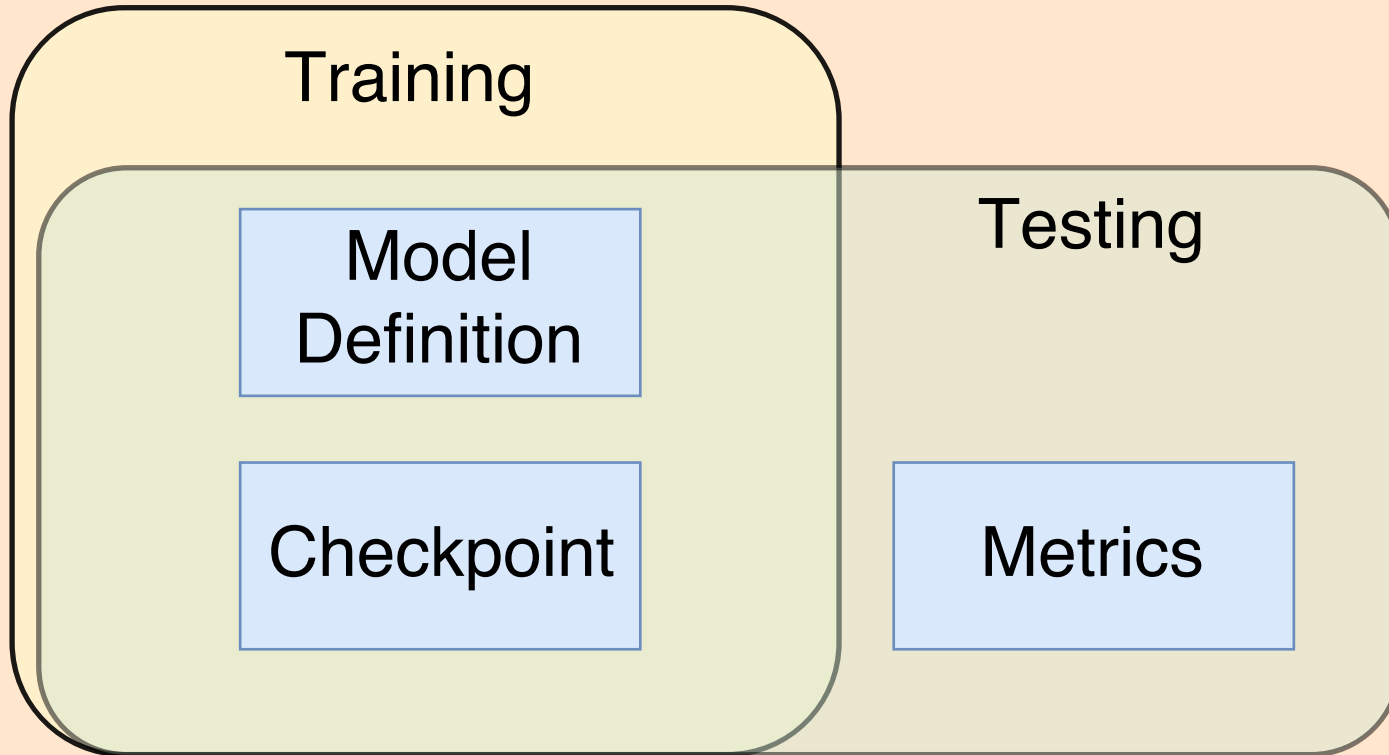 Training
Testing
Model
Definition
Checkpoint
Metrics